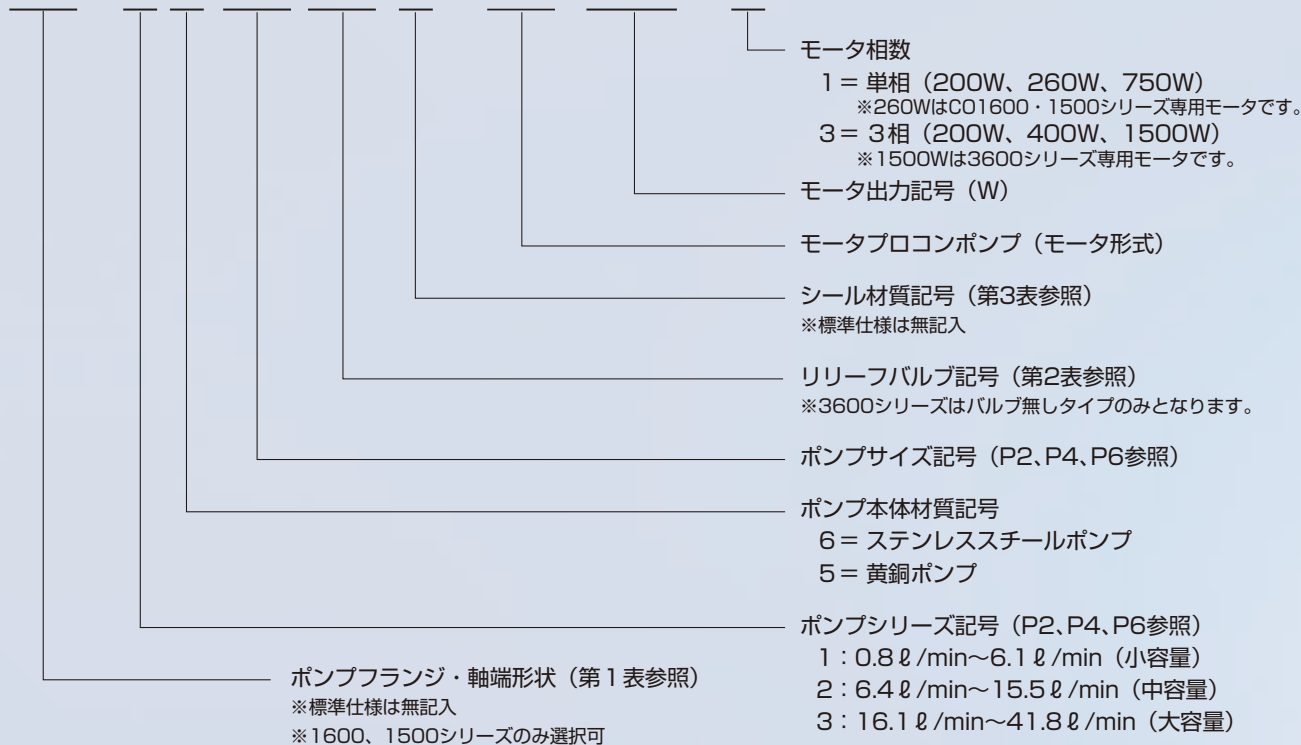 モータ相数
1＝ 単相（200W、260W、750W）
※260WはCO1600・1500シリーズ専用モータです。
3＝ 3相（200W、400W、1500W）
※1500Wは3600シリーズ専用モータです。
モータ出力記号（W）
モータプロコンポンプ（モータ形式）
シール材質記号（第3表参照）
※標準仕様は無記入
リリーフバルブ記号（第2表参照）
※3600シリーズはバルブ無しタイプのみとなります。
ポンプサイズ記号（P2、P4、P6参照）
ポンプ本体材質記号
6＝ ステンレススチールポンプ
5＝ 黄銅ポンプ
ポンプシリーズ記号（P2、P4、P6参照）
1：0.8ℓ/min〜6.1ℓ/min（小容量）
2：6.4ℓ/min〜15.5ℓ/min（中容量）
3：16.1ℓ/min〜41.8ℓ/min（大容量）
ポンプフランジ・軸端形状（第1表参照）
※標準仕様は無記入
※1600、1500シリーズのみ選択可